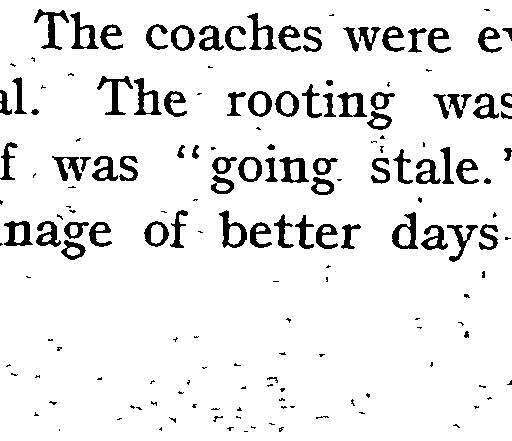 The coaches were ev
al. The rooting was
f was "going stale."
nage of better days